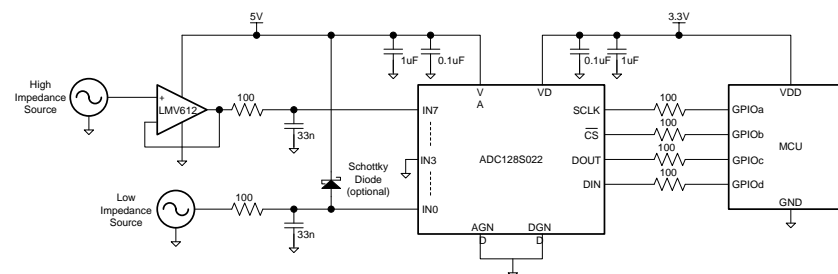 5V
3.3V
1uF
0.1uF
0.1uF
1uF
High
Impedance
Source
+
-
LMV612
100
33n
V
A
VD
IN7
IN3
IN0
ADC128S022
SCLK
CS
DOUT
DIN
AGN
D
DGN
D
100
100
100
100
VDD
GPIOa
GPIOb
GPIOc
GPIOd
MCU
GND
Schottky
Diode
(optional)
Low
Impedance
Source
100
33n